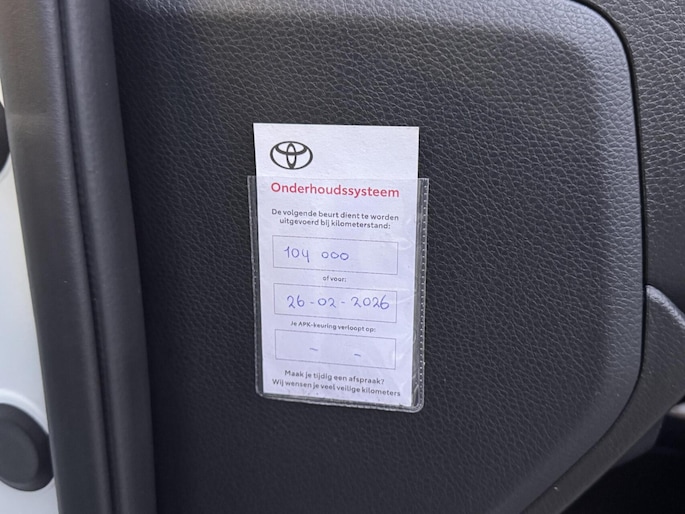 Onderhoudssysteem
De volgende beurt dient te worden
uitgevoerd bij kilometerstand:
104 000
of voor:
26-02-2026
Je APK-keuring verloopt op:
- -
Maak je tijdig een afspraak?
Wij wensen je veel veilige kilometers